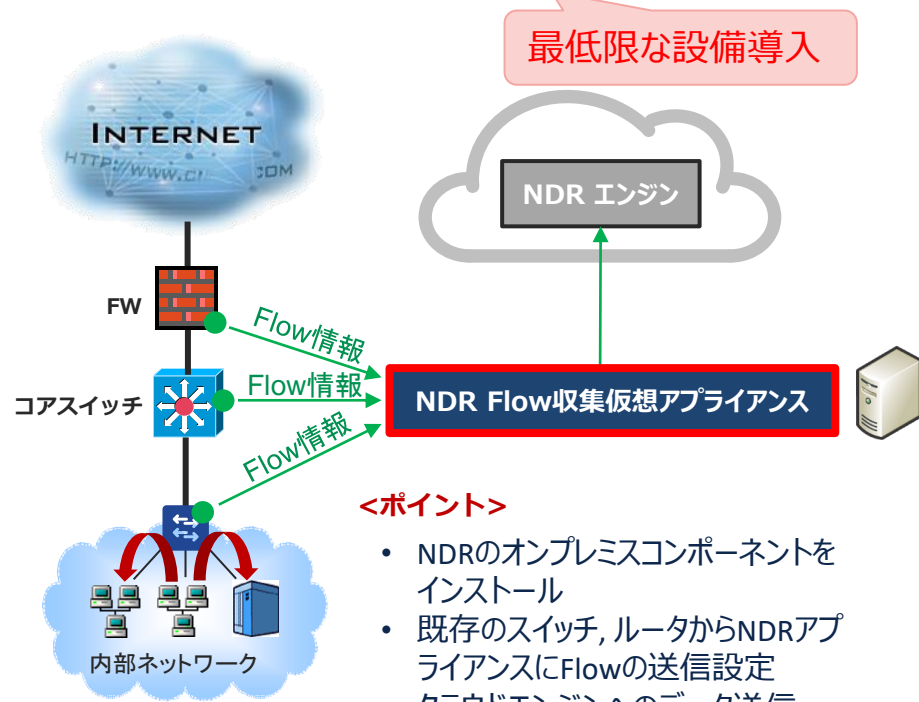 最低限な設備導入
INTERNET
HTTP://WWW.CI
COM
NDR エンジン
FW
Flow情報
Flow情報
コアスイッチ
NDR Flow収集仮想アプライアンス
Flow情報
<ポイント>
• NDRのオンプレミスコンポーネントを
インストール
• 既存のスイッチ, ルータからNDRアプ
ライアンスにFlowの送信設定
内部ネットワーク